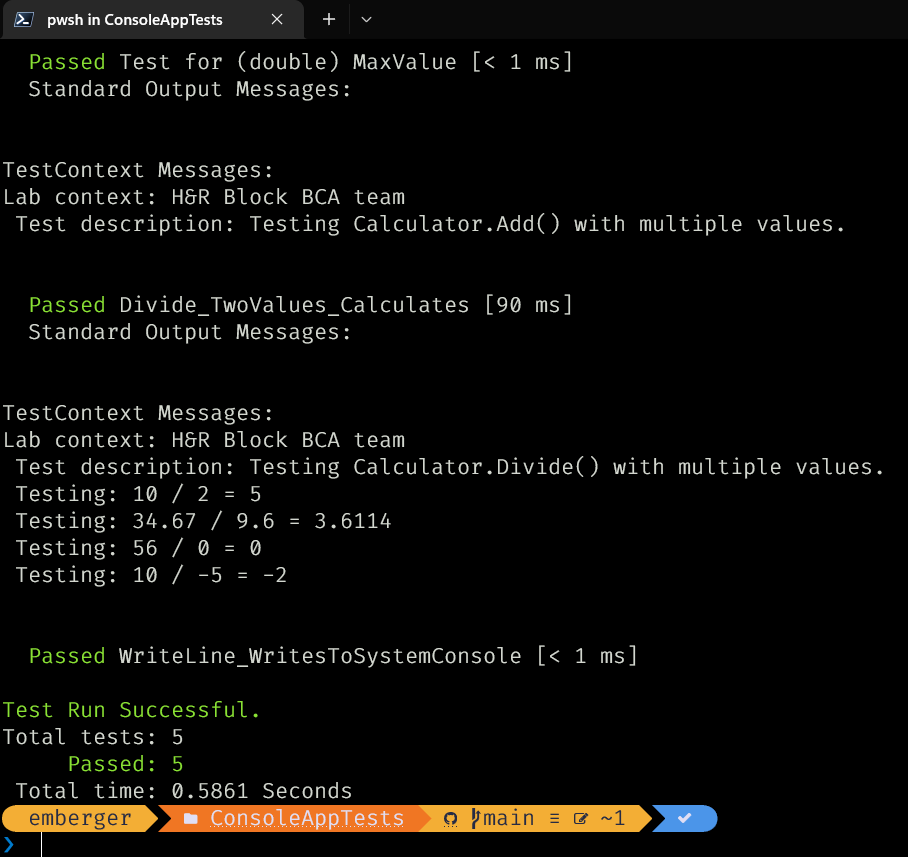 pwsh in ConsoleAppTests
Passed Test for (double) MaxValue [< 1 ms]
Standard Output Messages:
TestContext Messages:
Lab context: H&R Block BCA team
Test description: Testing Calculator.Add() with multiple values.
Passed Divide_TwoValues_Calculates [90 ms]
Standard Output Messages:
TestContext Messages:
Lab context: H&R Block BCA team
Test description: Testing Calculator.Divide() with multiple values.
Testing: 10 / 2 = 5
Testing: 34.67 / 9.6 = 3.6114
Testing: 56 / 0 = 0
Testing: 10 / -5 = -2
Passed WriteLine_WritesToSystemConsole [< 1 ms]
Test Run Successful.
Total tests: 5
Passed: 5
Total time: 0.5861 Seconds
emberger ConsoleAppTests main ≡ ~1
❯